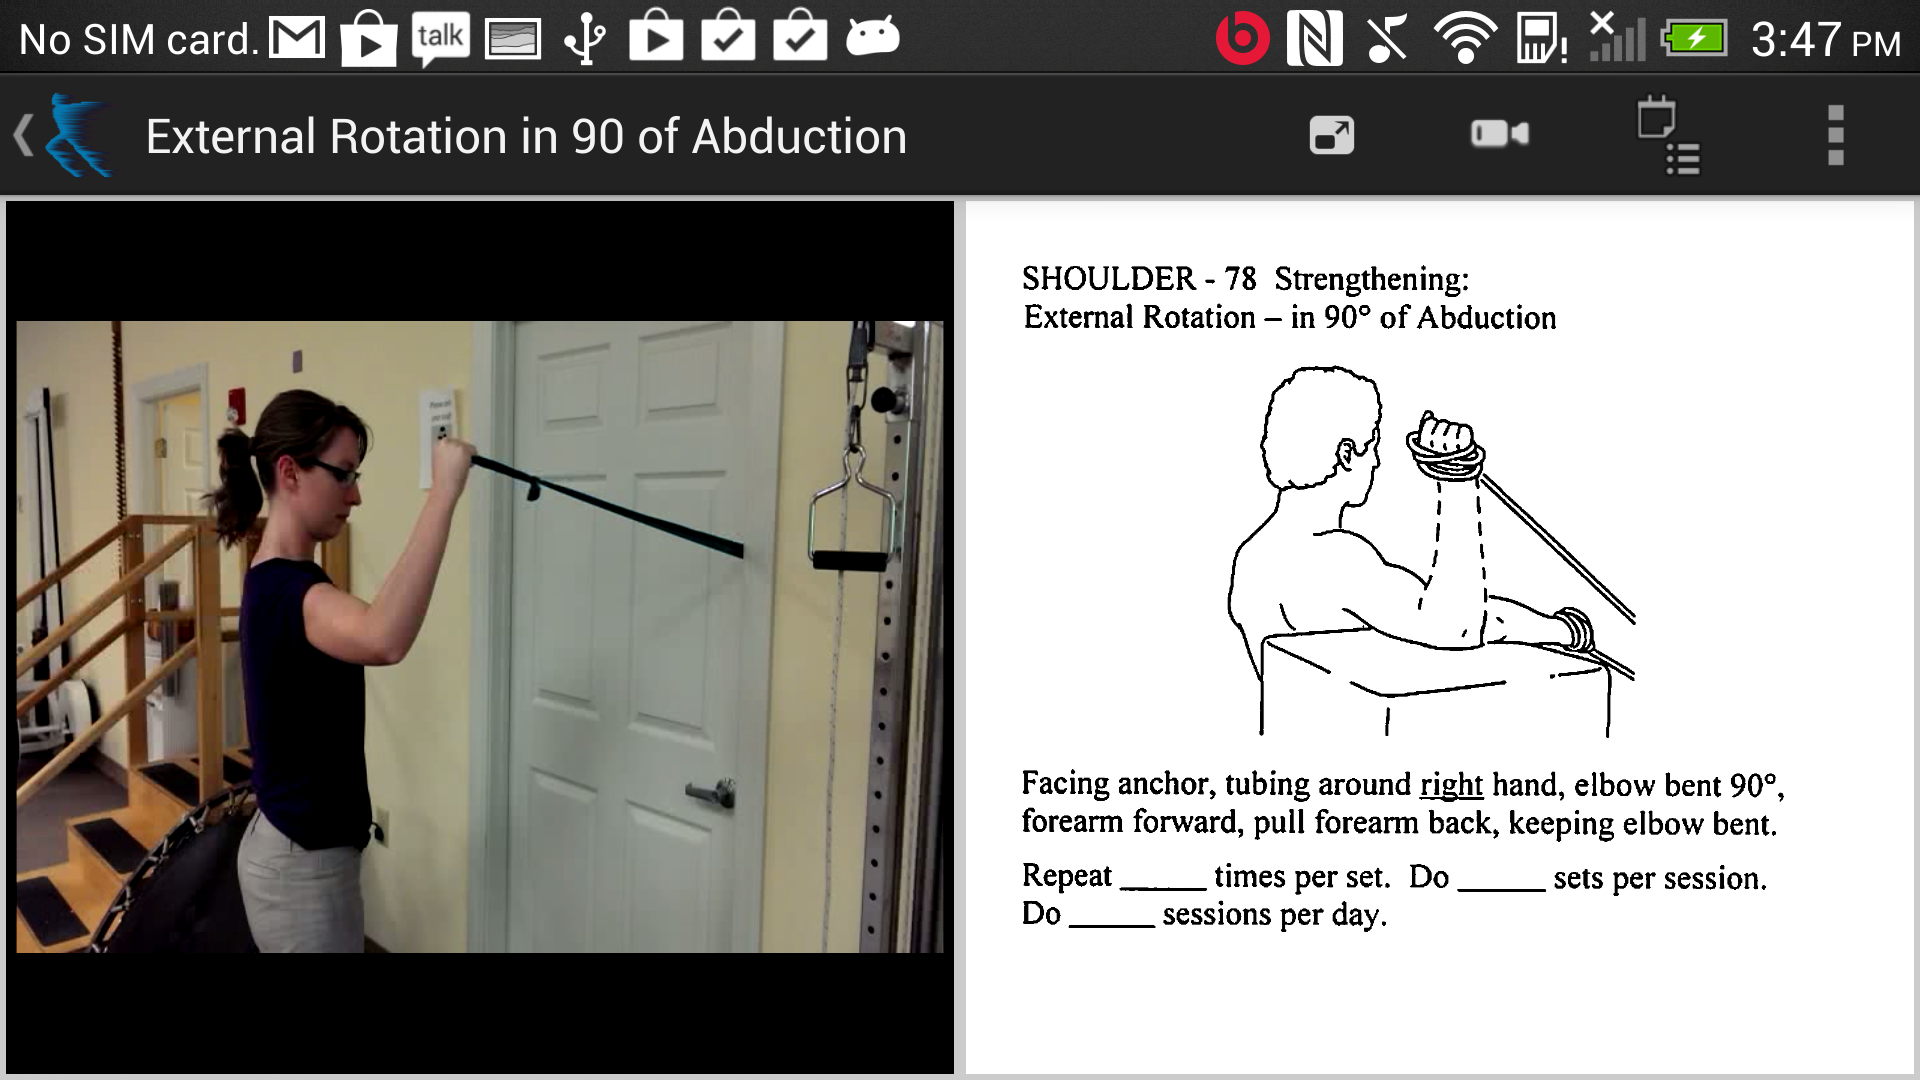 No SIM card.
talk
3:47 PM
External Rotation in 90 of Abduction
SHOULDER - 78 Strengthening:
External Rotation – in 90° of Abduction
Facing anchor, tubing around right hand, elbow bent 90°,
forearm forward, pull forearm back, keeping elbow bent.
Repeat _____ times per set. Do _____ sets per session.
Do _____ sessions per day.